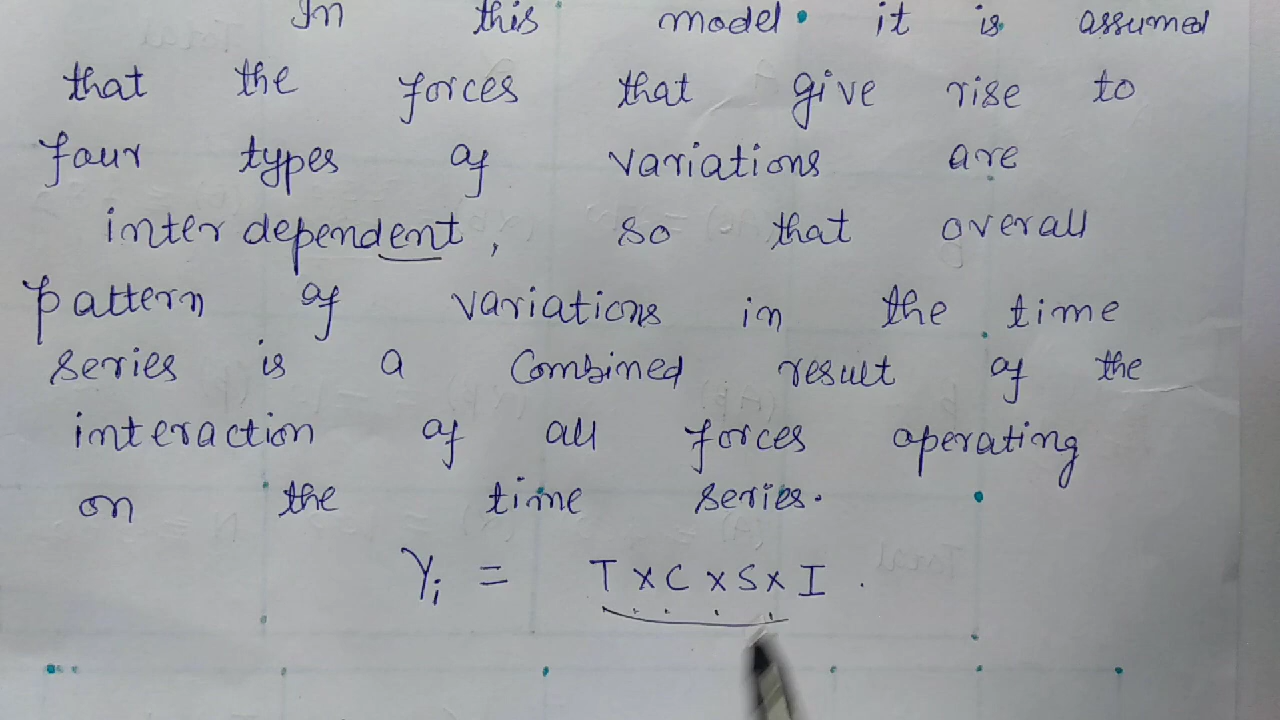 In this model it is assumed
that the forces that give rise to
four types of variations are
interdependent, so that overall
pattern of variations in the time
series is a Combined result of the
interaction of all forces operating
on the time series.
Yi = T x C x S x I .